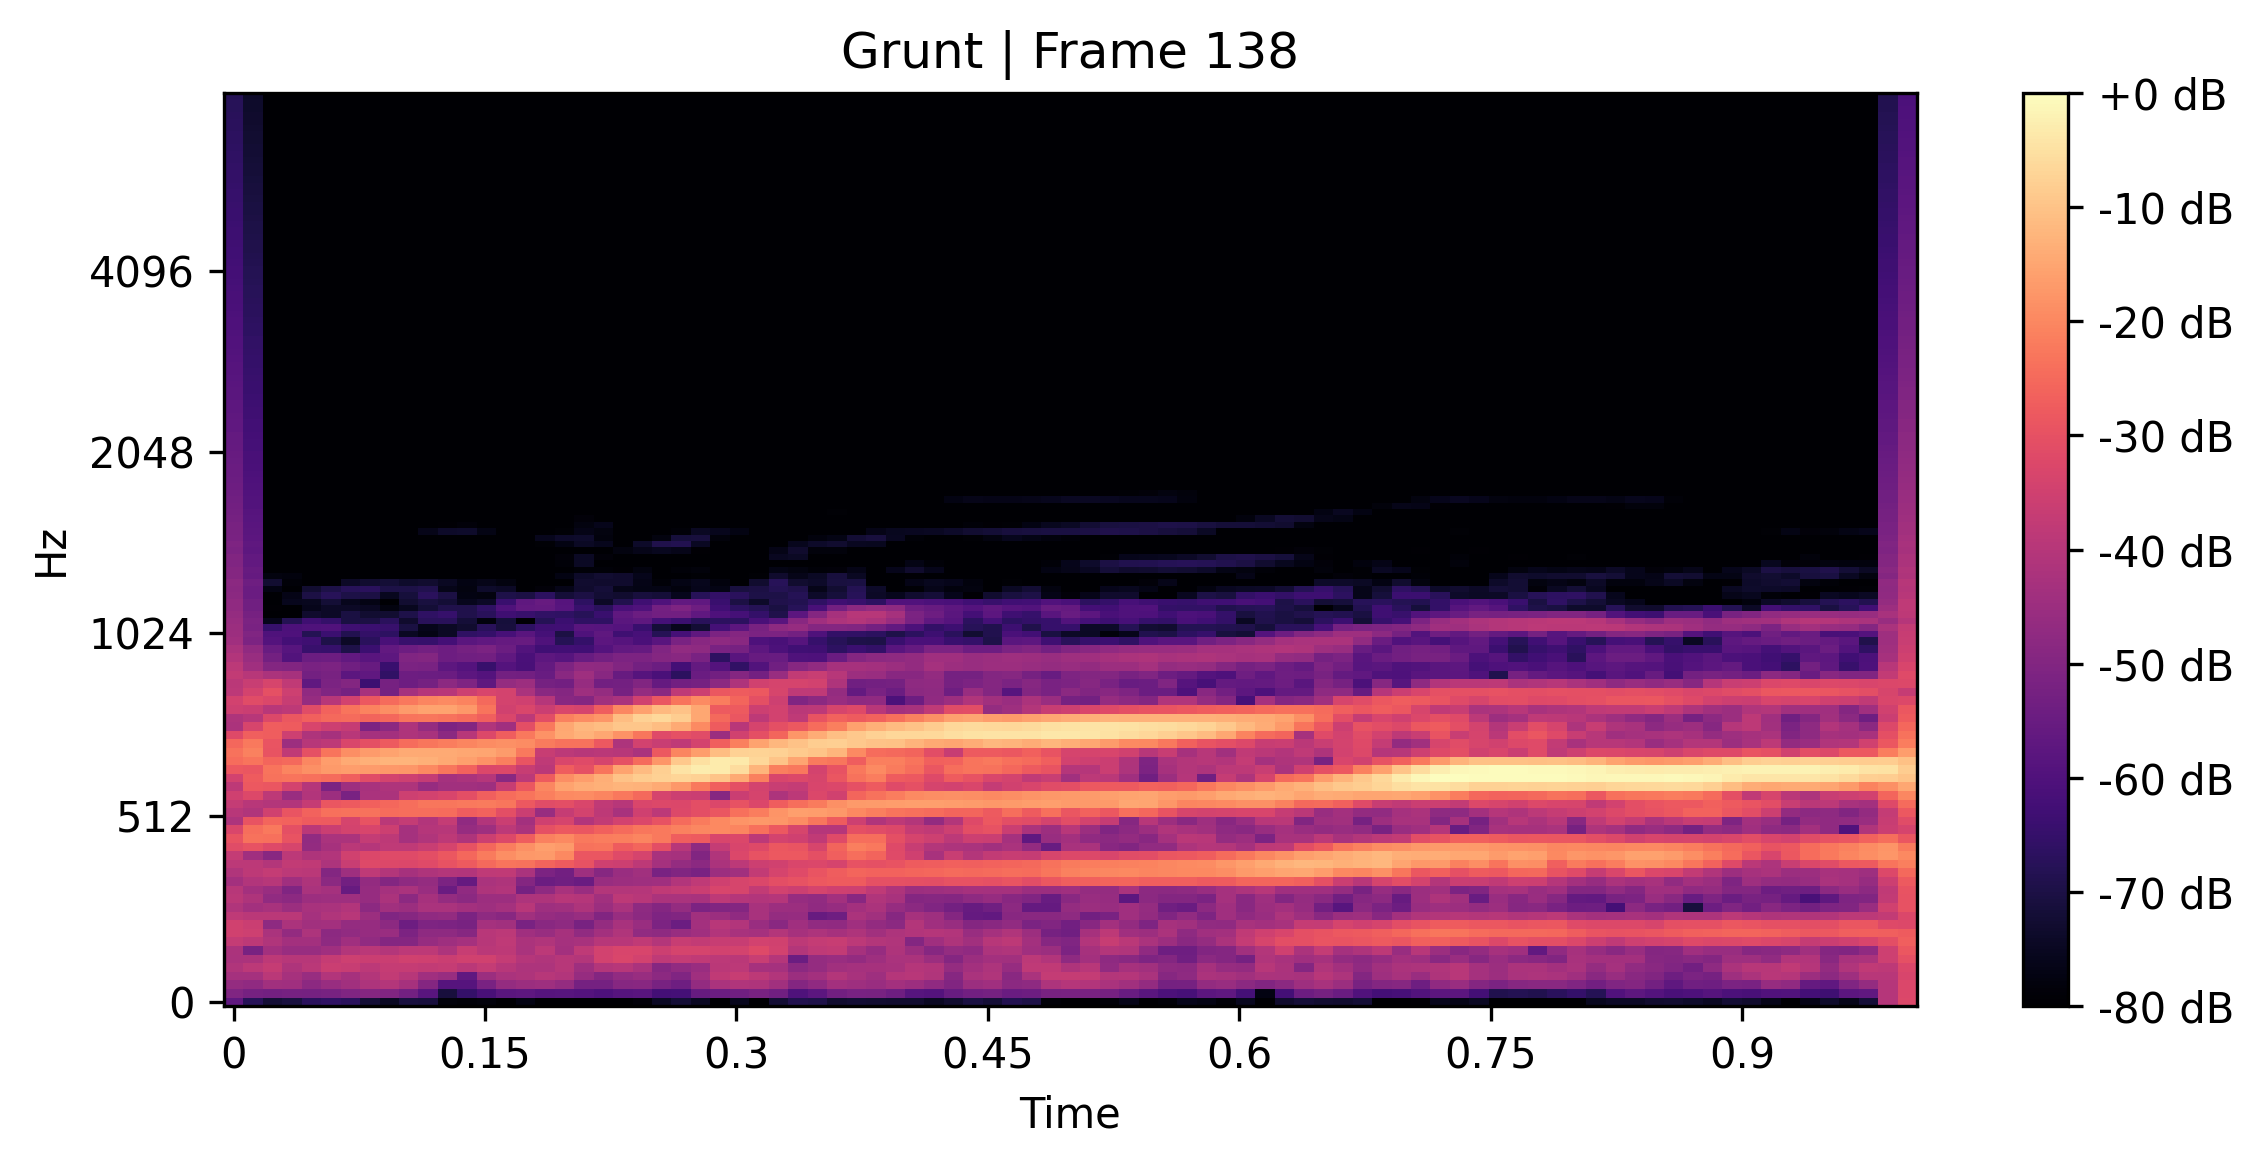 Grunt | Frame 138
+0 dB
-10 dB
-20 dB
-30 dB
-40 dB
-50 dB
-60 dB
-70 dB
-80 dB
Hz
4096
2048
1024
512
0
0 0.15 0.3 0.45 0.6 0.75 0.9
Time